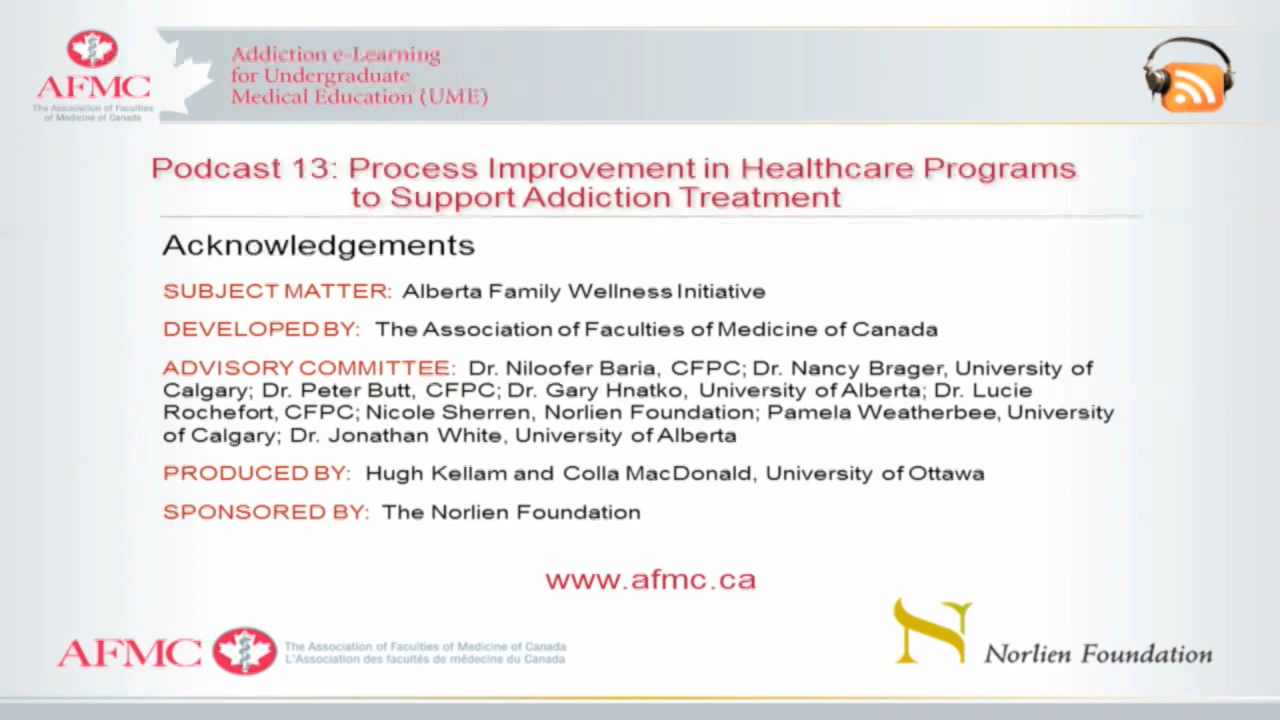 AFMC
The Association of Faculties
of Medicine of Canada
Addiction e-Learning
for Undergraduate
Medical Education (UME)
Podcast 13: Process Improvement in Healthcare Programs
to Support Addiction Treatment
Acknowledgements
SUBJECT MATTER: Alberta Family Wellness Initiative
DEVELOPED BY: The Association of Faculties of Medicine of Canada
ADVISORY COMMITTEE: Dr. Niloofer Baria, CFPC; Dr. Nancy Brager, University of
Calgary; Dr. Peter Butt, CFPC; Dr. Gary Hnatko, University of Alberta; Dr. Lucie
Rochefort, CFPC; Nicole Sherren, Norlien Foundation; Pamela Weatherbee, University
of Calgary; Dr. Jonathan White, University of Alberta
PRODUCED BY: Hugh Kellam and Colla MacDonald, University of Ottawa
SPONSORED BY: The Norlien Foundation
www.afmc.ca
AFMC
The Association of Faculties of Medicine of Canada
L'Association des facultés de médecine du Canada
N
Norlien Foundation